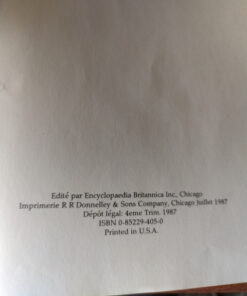 Edité par Encyclopaedia Britannica Inc., Chicago
Imprimerie R R Donnelley & Sons Company, Chicago Juillet 1987
Dépôt légal: 4eme Trim. 1987
ISBN 0-85229-405-0
Printed in U.S.A.